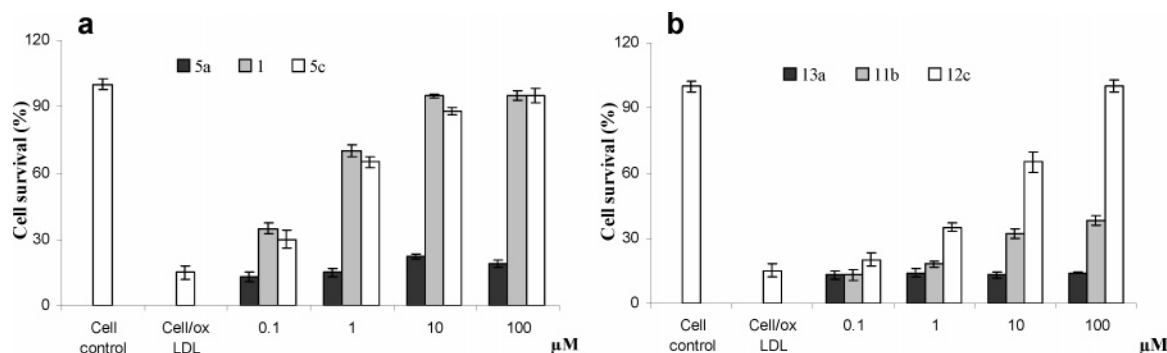 a
120
5a 1 5c
90
60
30
0
Cell survival (%)
Cell control
Cell/ox LDL
0.1
1
10
100
µM
b
120
13a 11b 12c
90
60
30
0
Cell survival (%)
Cell control
Cell/ox LDL
0.1
1
10
100
µM